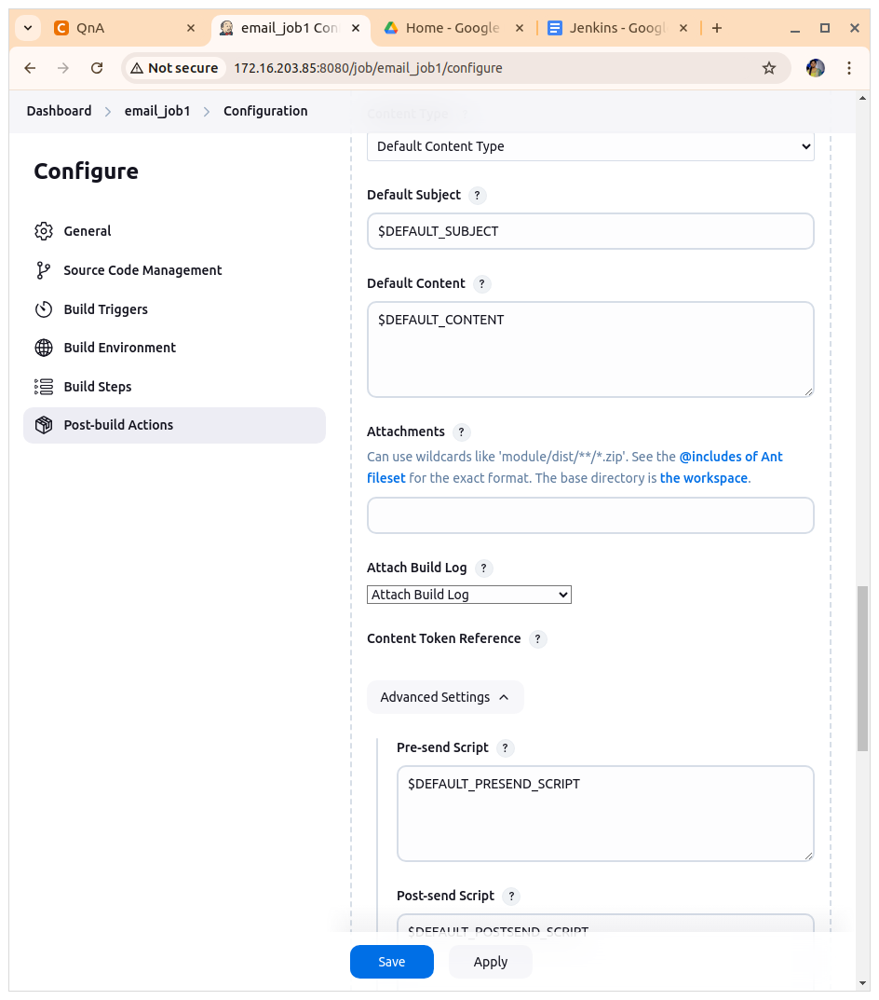 QnA
email_job1 Con
Home - Google
Jenkins - Googl
Not secure
172.16.203.85:8080/job/email_job1/configure
Dashboard
email_job1
Configuration
Configure
General
Source Code Management
Build Triggers
Build Environment
Build Steps
Post-build Actions
Content Type
Default Content Type
Default Subject ?
$DEFAULT_SUBJECT
Default Content ?
$DEFAULT_CONTENT
Attachments ?
Can use wildcards like 'module/dist/**/*.zip'. See the @includes of Ant
fileset for the exact format. The base directory is the workspace.
Attach Build Log ?
Attach Build Log
Content Token Reference ?
Advanced Settings
Pre-send Script ?
$DEFAULT_PRESEND_SCRIPT
Post-send Script ?
$DEFAULT_POSTSEND_SCRIPT
Save
Apply